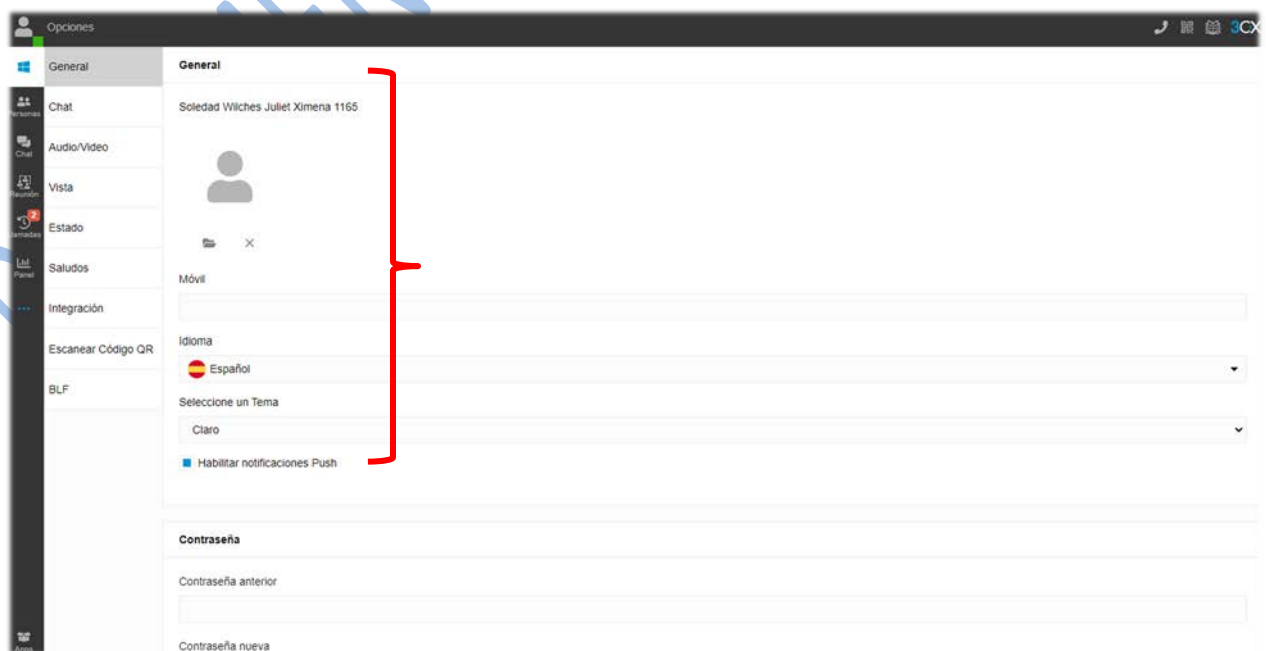 Opciones
3CX
General
Chat
Audio/Video
Vista
Estado
Saludos
Integración
Escanear Código QR
BLF
Personas
Chat
Reunión
2
Llamadas
Panel
Apps
General
Soledad Wilches Juliet Ximena 1165
Móvil
Idioma
Español
Seleccione un Tema
Claro
Habilitar notificaciones Push
Contraseña
Contraseña anterior
Contraseña nueva